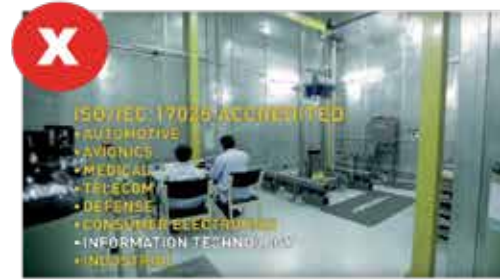 X
ISO/IEC 17025 ACCREDITED
• AUTOMOTIVE
• AVIONICS
• MEDICAL
• TELECOM
• DEFENSE
• CONSUMER ELECTRONICS
• INFORMATION TECHNOLOGY
• INDUSTRIAL